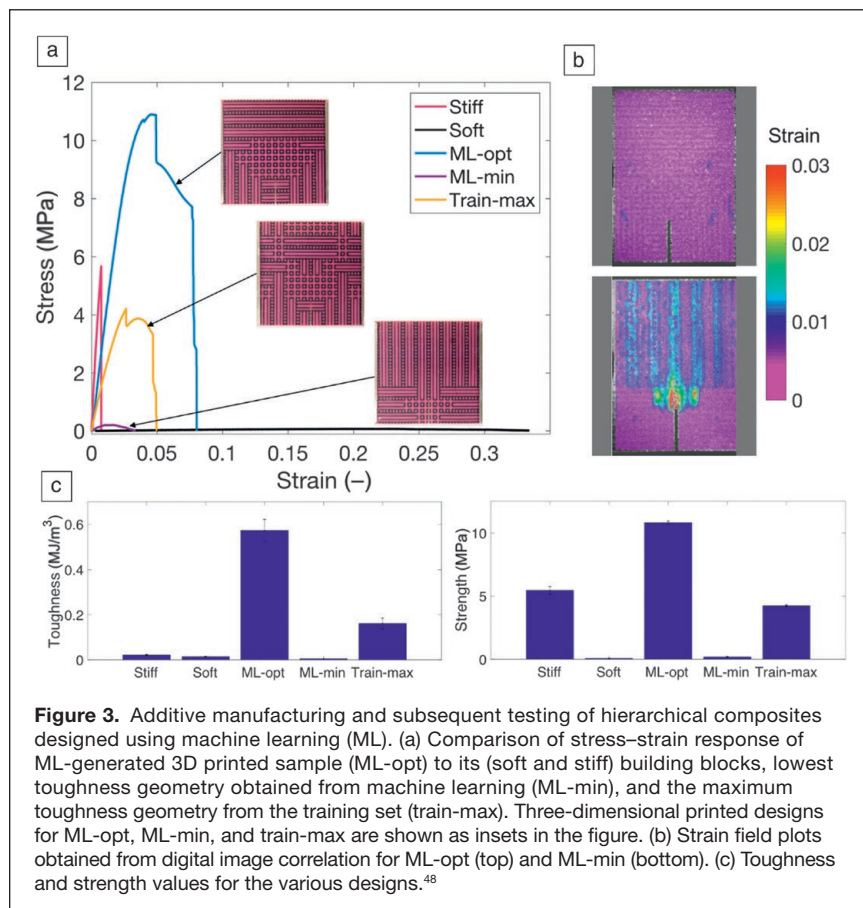 a
12
10
8
6
4
2
0
Stress (MPa)
0
0.05
0.1
0.15
0.2
0.25
0.3
Strain (–)
Stiff
Soft
ML-opt
ML-min
Train-max
b
Strain
0.03
0.02
0.01
0
c
Toughness (MJ/m³)
0.6
0.4
0.2
0
Stiff
Soft
ML-opt
ML-min
Train-max
Strength (MPa)
10
5
0
Stiff
Soft
ML-opt
ML-min
Train-max
Figure 3. Additive manufacturing and subsequent testing of hierarchical composites
designed using machine learning (ML). (a) Comparison of stress–strain response of
ML-generated 3D printed sample (ML-opt) to its (soft and stiff) building blocks, lowest
toughness geometry obtained from machine learning (ML-min), and the maximum
toughness geometry from the training set (train-max). Three-dimensional printed designs
for ML-opt, ML-min, and train-max are shown as insets in the figure. (b) Strain field plots
obtained from digital image correlation for ML-opt (top) and ML-min (bottom). (c) Toughness
and strength values for the various designs.⁴⁸